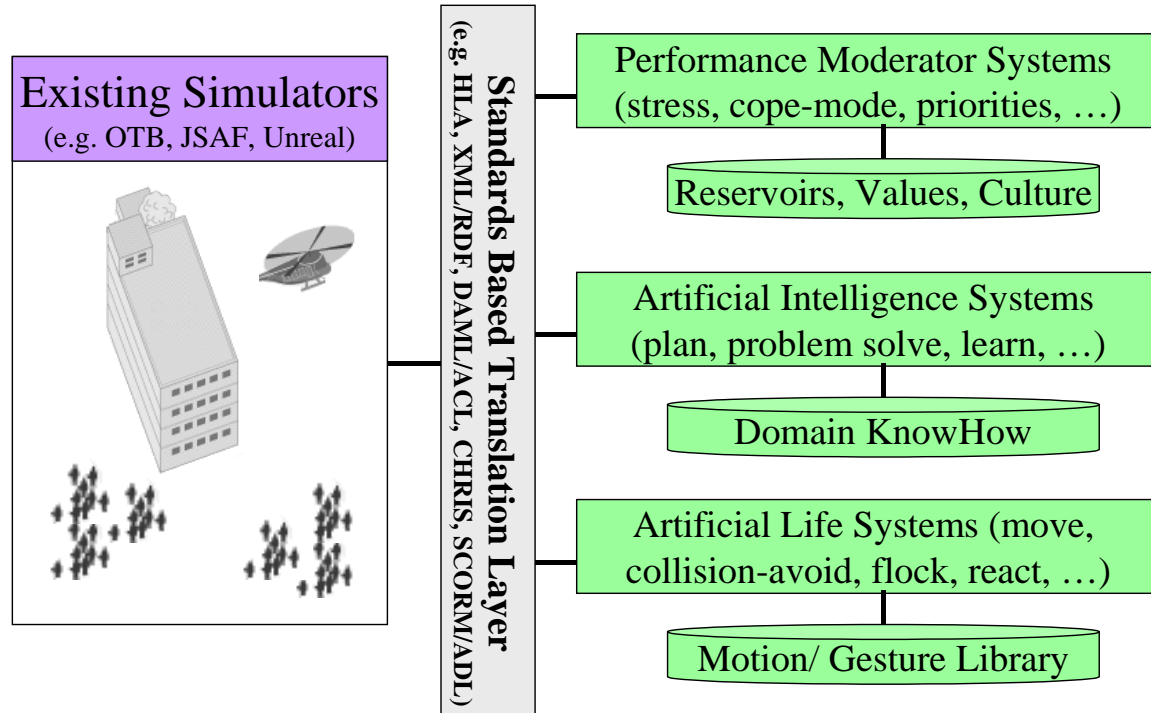 Existing Simulators
(e.g. OTB, JSAF, Unreal)
Standards Based Translation Layer
(e.g. HLA, XML/RDF, DAML/ACL, CHRIS, SCORM/ADL)
Performance Moderator Systems
(stress, cope-mode, priorities, …)
Reservoirs, Values, Culture
Artificial Intelligence Systems
(plan, problem solve, learn, …)
Domain KnowHow
Artificial Life Systems (move,
collision-avoid, flock, react, …)
Motion/ Gesture Library